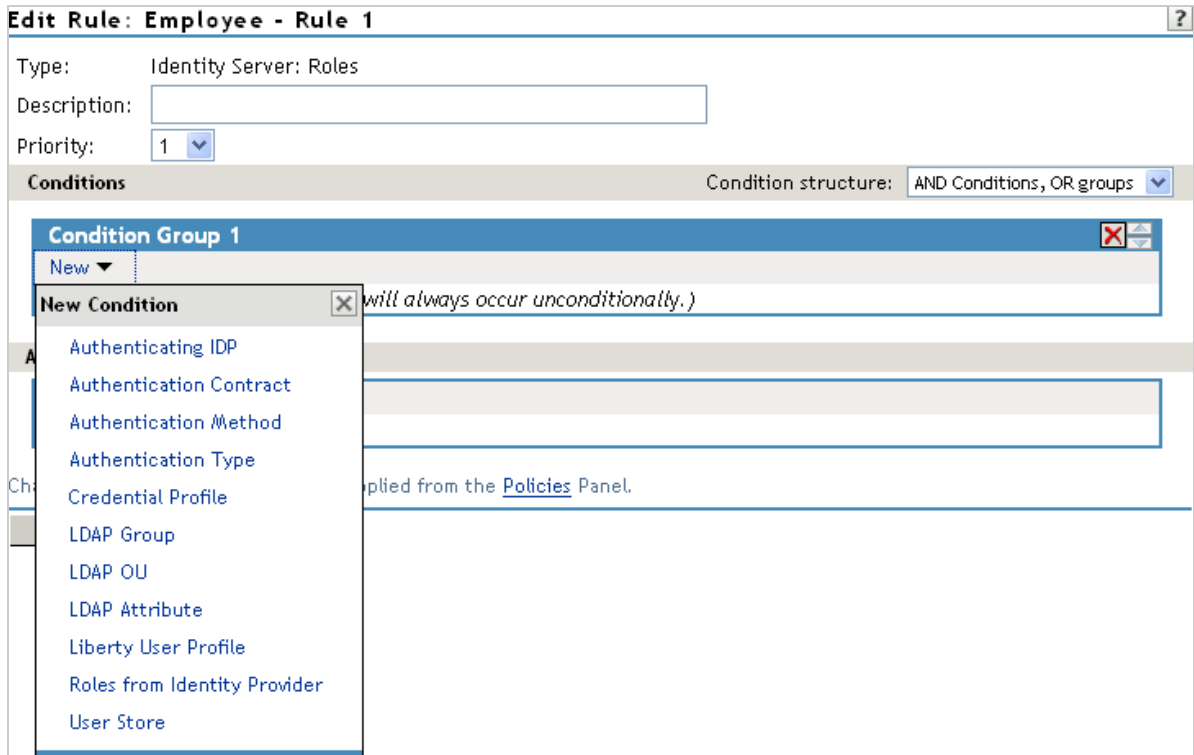 Edit Rule: Employee - Rule 1 ?
Type: Identity Server: Roles
Description:
Priority: 1
Conditions Condition structure: AND Conditions, OR groups
Condition Group 1
New
New Condition will always occur unconditionally.)
Authenticating IDP
A
Authentication Contract
Authentication Method
Authentication Type
Cha plied from the Policies Panel.
Credential Profile
LDAP Group
LDAP OU
LDAP Attribute
Liberty User Profile
Roles from Identity Provider
User Store